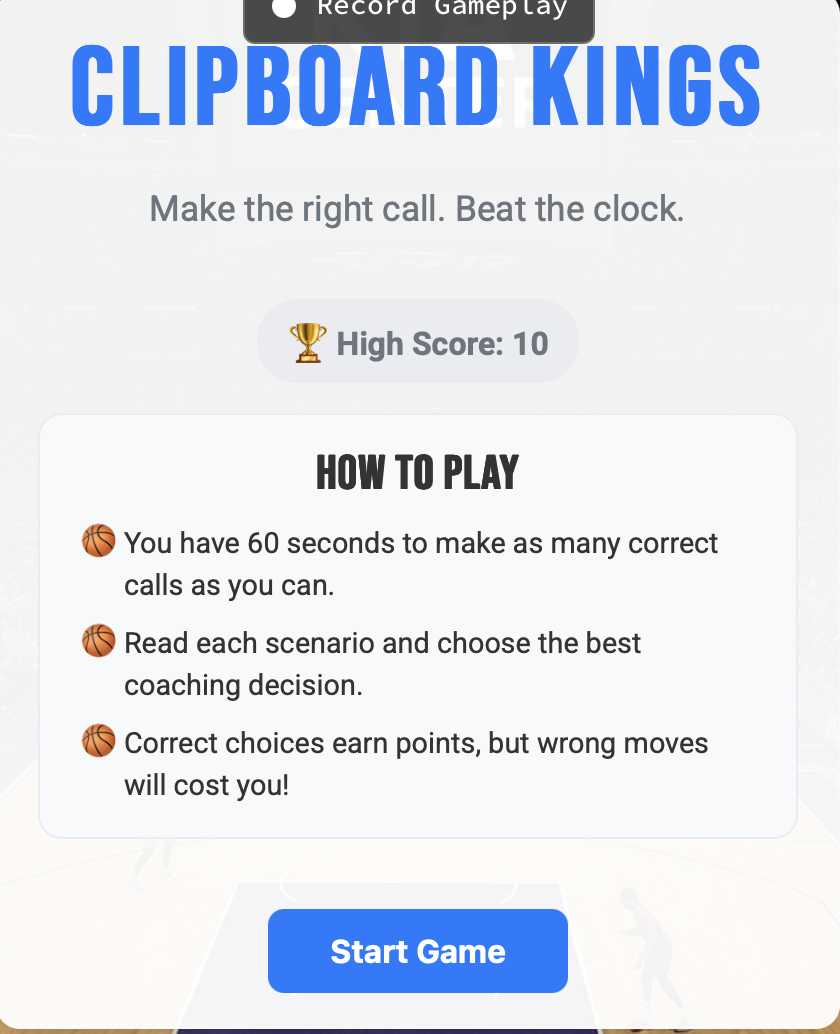 Record Gameplay
CLIPBOARD KINGS
Make the right call. Beat the clock.
High Score: 10
HOW TO PLAY
You have 60 seconds to make as many correct
calls as you can.
Read each scenario and choose the best
coaching decision.
Correct choices earn points, but wrong moves
will cost you!
Start Game